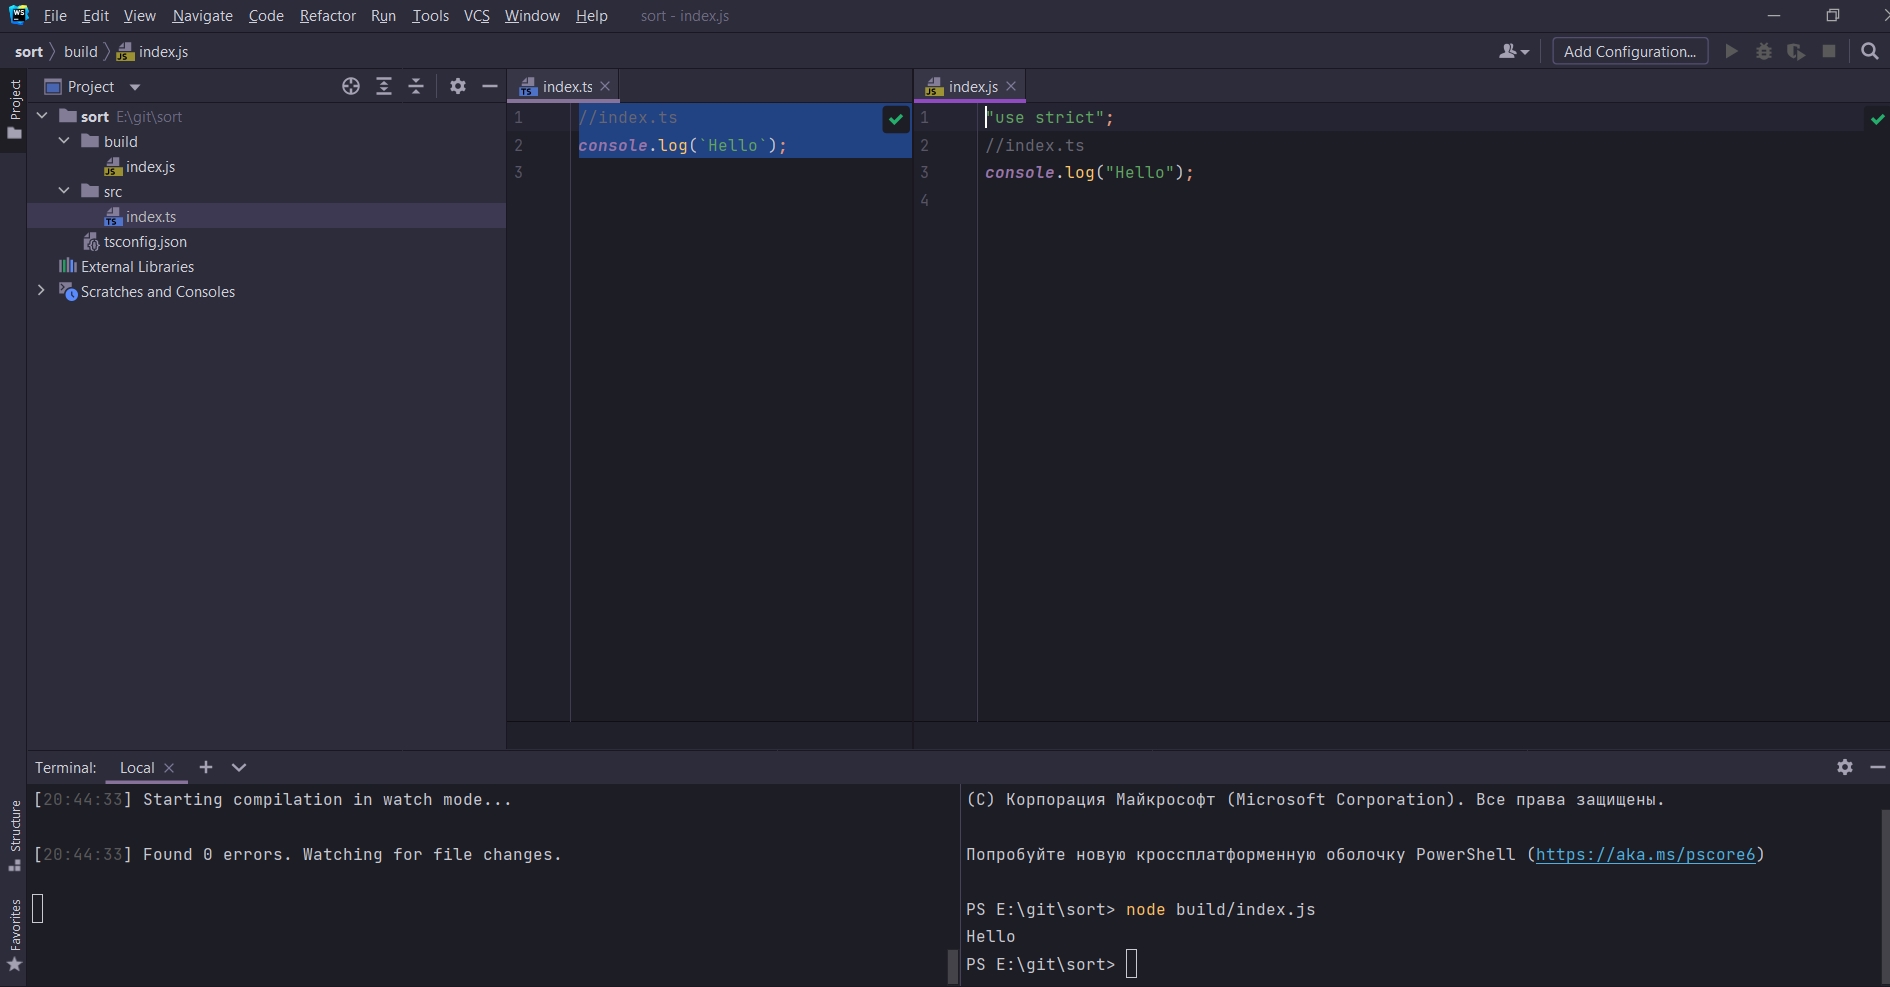 WS File Edit View Navigate Code Refactor Run Tools VCS Window Help sort - index.js
sort build index.js Add Configuration...
Project
Project
sort E:\git\sort
build
index.js
src
index.ts
tsconfig.json
External Libraries
Scratches and Consoles
index.ts
1 //index.ts
2 console.log(`Hello`);
3
index.js
1 "use strict";
2 //index.ts
3 console.log("Hello");
4
Structure
Favorites
Terminal: Local
[20:44:33] Starting compilation in watch mode...
[20:44:33] Found 0 errors. Watching for file changes.
(C) Корпорация Майкрософт (Microsoft Corporation). Все права защищены.
Попробуйте новую кроссплатформенную оболочку PowerShell (https://aka.ms/pscore6)
PS E:\git\sort> node build/index.js
Hello
PS E:\git\sort>